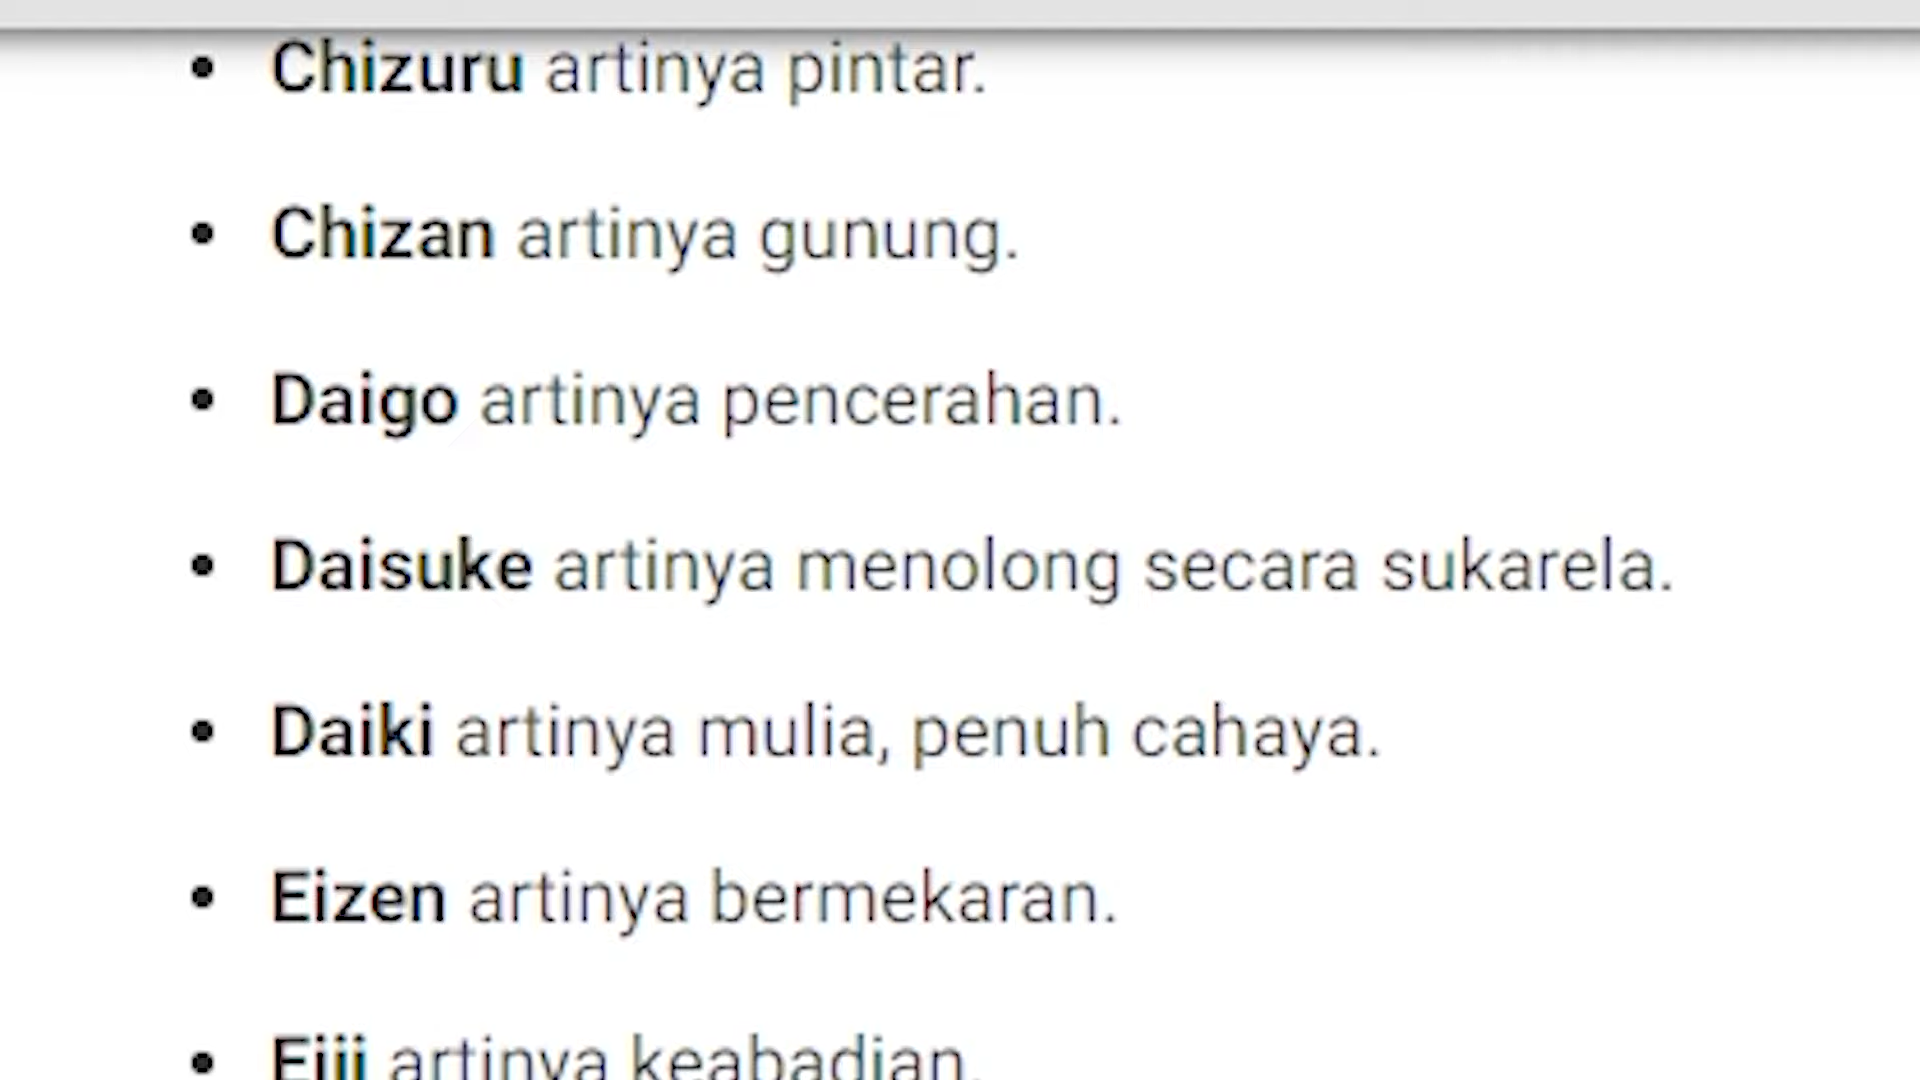 • Chizuru artinya pintar.
• Chizan artinya gunung.
• Daigo artinya pencerahan.
• Daisuke artinya menolong secara sukarela.
• Daiki artinya mulia, penuh cahaya.
• Eizen artinya bermekaran.
• Eiji artinya keabadian.